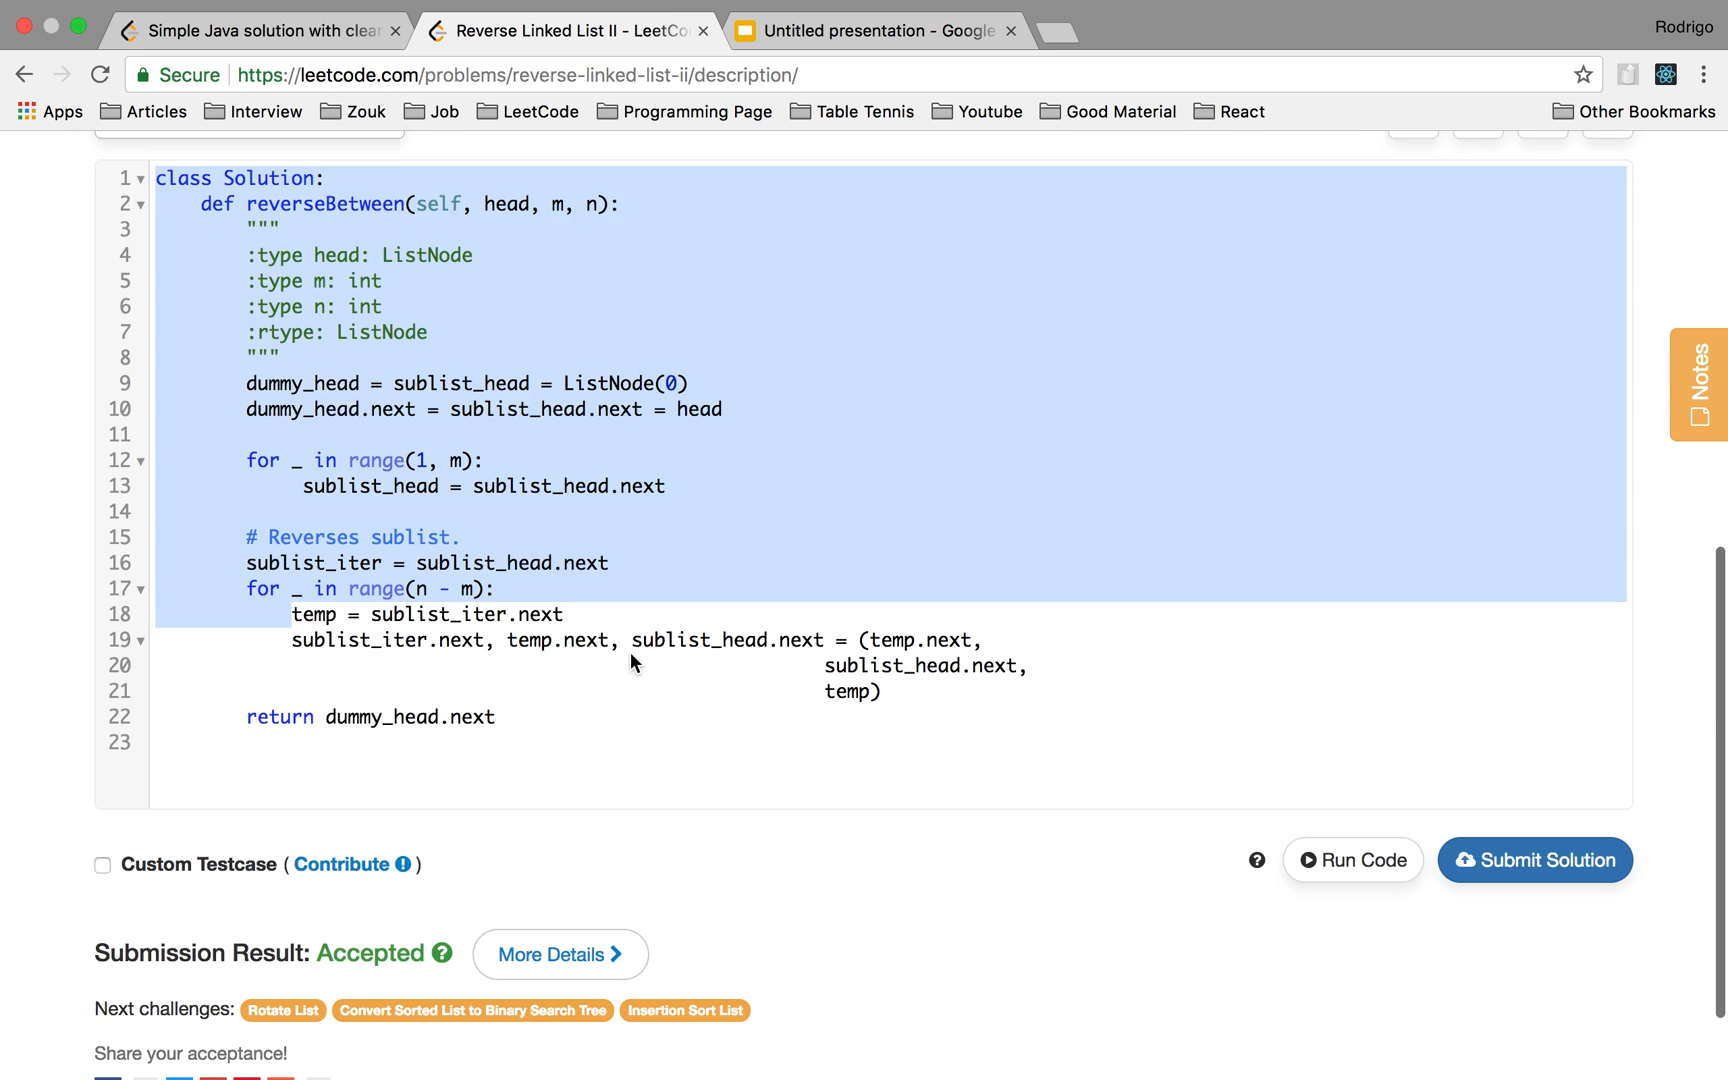 Simple Java solution with clear
Reverse Linked List II - LeetCo
Untitled presentation - Google
Rodrigo
Secure
https://leetcode.com/problems/reverse-linked-list-ii/description/
Apps
Articles
Interview
Zouk
Job
LeetCode
Programming Page
Table Tennis
Youtube
Good Material
React
Other Bookmarks
1 class Solution:
2 def reverseBetween(self, head, m, n):
3 """
4 :type head: ListNode
5 :type m: int
6 :type n: int
7 :rtype: ListNode
8 """
9 dummy_head = sublist_head = ListNode(0)
10 dummy_head.next = sublist_head.next = head
11
12 for _ in range(1, m):
13 sublist_head = sublist_head.next
14
15 # Reverses sublist.
16 sublist_iter = sublist_head.next
17 for _ in range(n - m):
18 temp = sublist_iter.next
19 sublist_iter.next, temp.next, sublist_head.next = (temp.next,
20 sublist_head.next,
21 temp)
22 return dummy_head.next
23
Notes
Custom Testcase ( Contribute )
Run Code
Submit Solution
Submission Result: Accepted
More Details
Next challenges: Rotate List Convert Sorted List to Binary Search Tree Insertion Sort List
Share your acceptance!